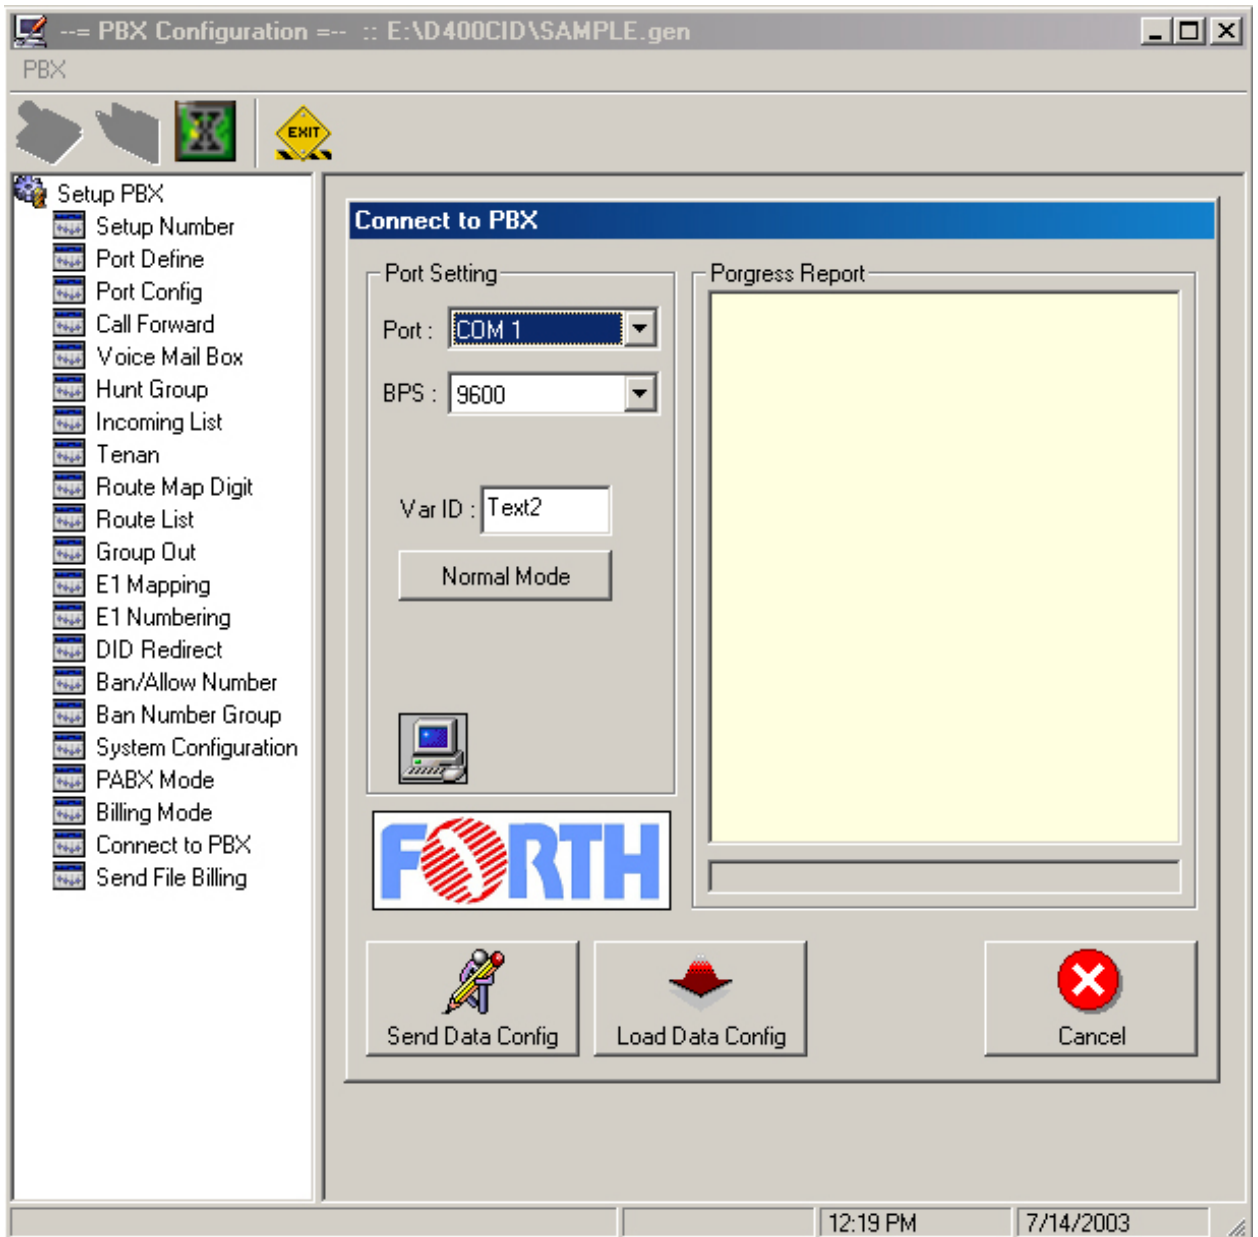 --= PBX Configuration =-- :: E:\D400CID\SAMPLE.gen
PBX
EXIT
Setup PBX
Setup Number
Port Define
Port Config
Call Forward
Voice Mail Box
Hunt Group
Incoming List
Tenan
Route Map Digit
Route List
Group Out
E1 Mapping
E1 Numbering
DID Redirect
Ban/Allow Number
Ban Number Group
System Configuration
PABX Mode
Billing Mode
Connect to PBX
Send File Billing
Connect to PBX
Port Setting
Port : COM 1
BPS : 9600
Var ID : Text2
Normal Mode
FORTH
Porgress Report
Send Data Config
Load Data Config
Cancel
12:19 PM
7/14/2003